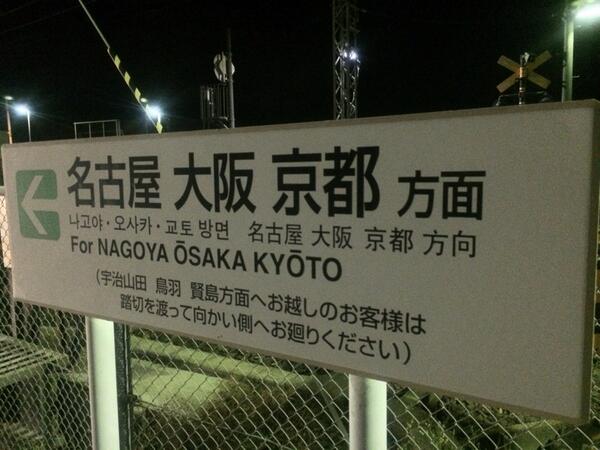 名古屋 大阪 京都 方面
나고야·오사카·교토 방면 名古屋 大阪 京都 方向
For NAGOYA ŌSAKA KYŌTO
(宇治山田 鳥羽 賢島方面へお越しのお客様は
踏切を渡って向かい側へお廻りください)